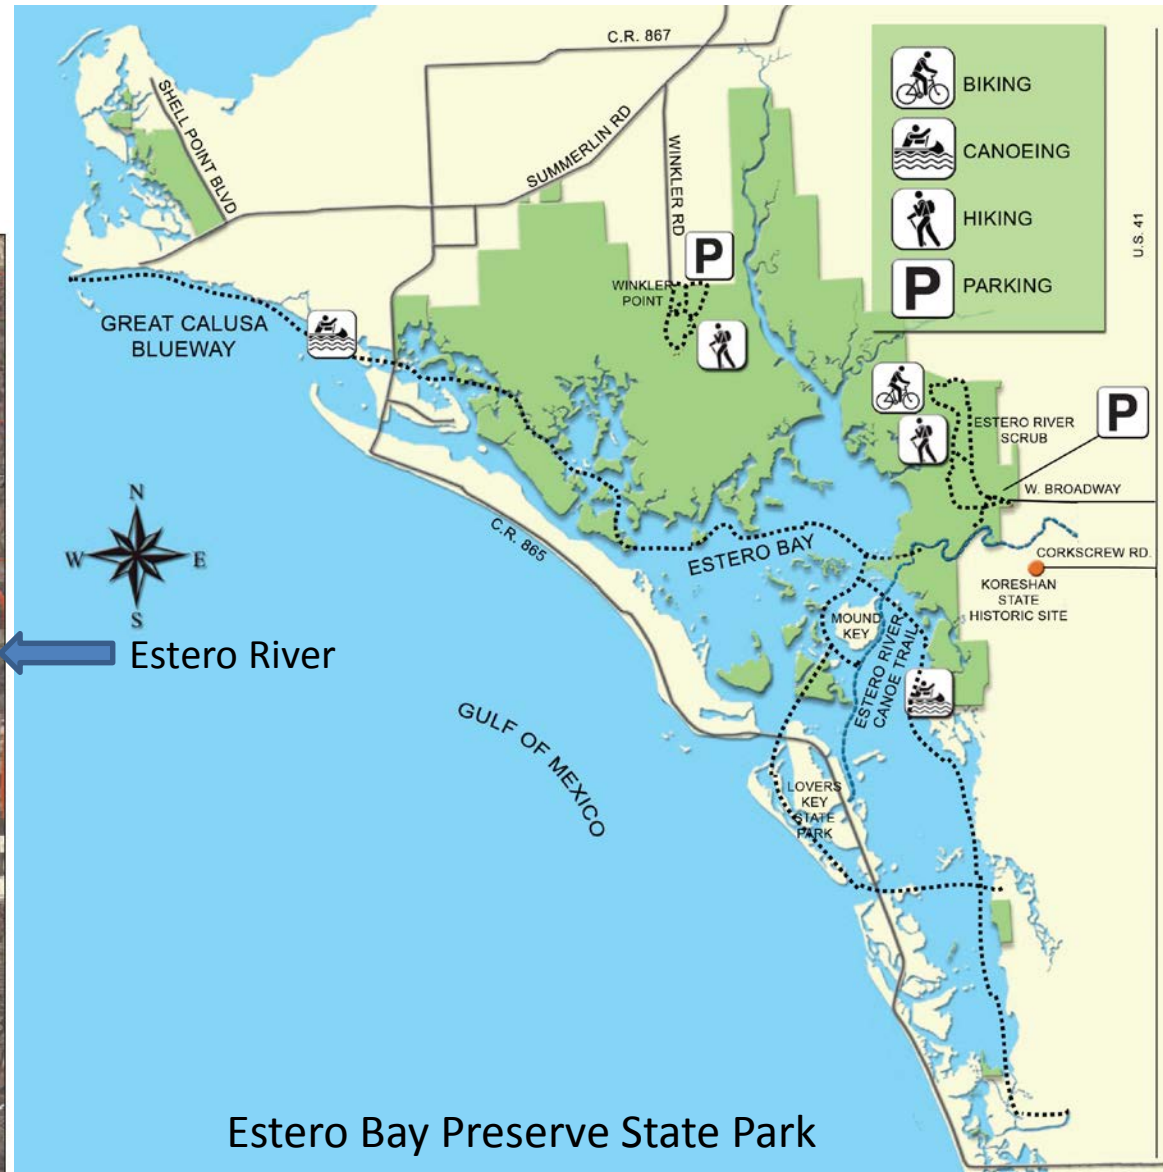 C.R. 867
BIKING
CANOEING
HIKING
P PARKING
SHELL POINT BLVD
SUMMERLIN RD
WINKLER RD
U.S. 41
P
WINKLER
POINT
GREAT CALUSA
BLUEWAY
P
ESTERO RIVER
SCRUB
W. BROADWAY
N
W E
S
C.R. 865
ESTERO BAY
CORKSCREW RD.
KORESHAN
STATE
HISTORIC SITE
MOUND
KEY
ESTERO RIVER
CANOE TRAIL
Estero River
GULF OF MEXICO
LOVERS
KEY
STATE
PARK
Estero Bay Preserve State Park